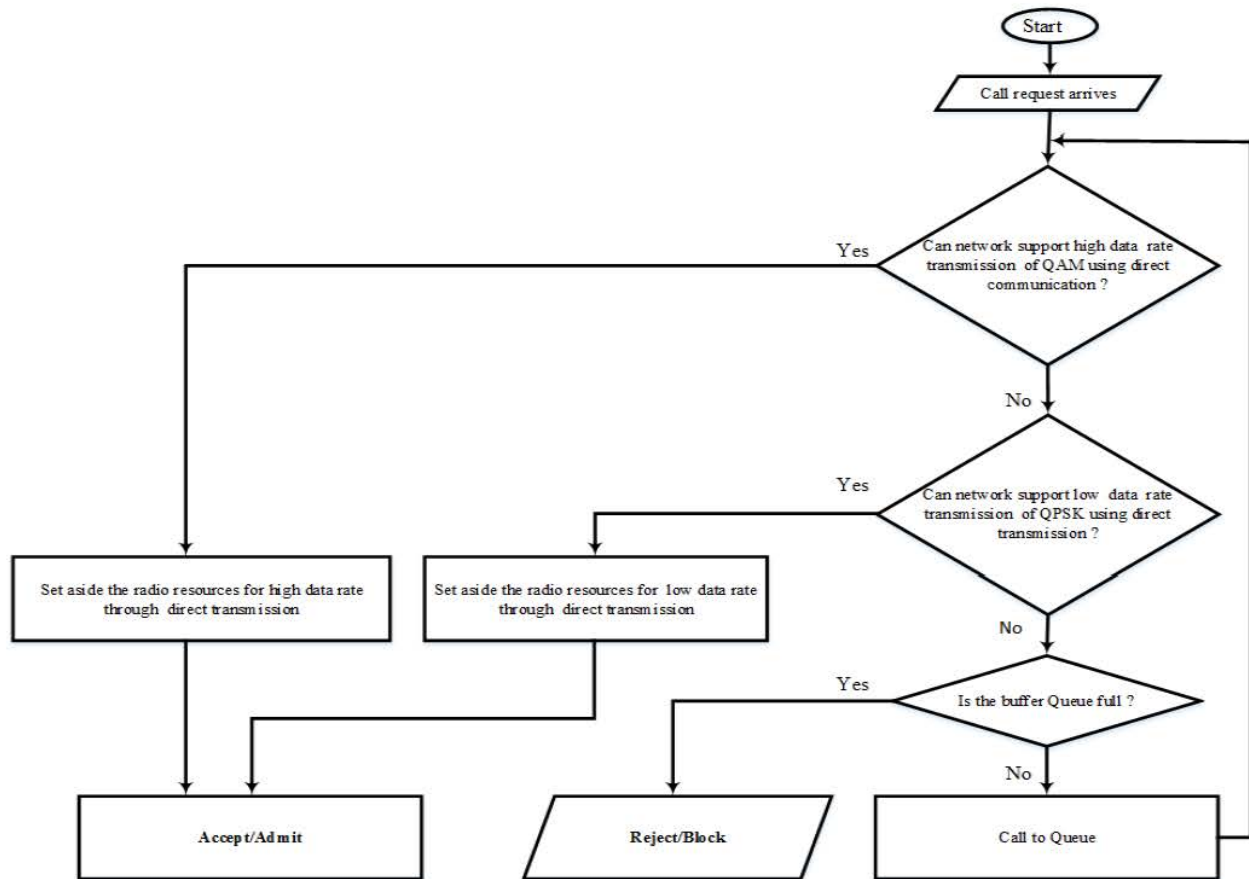 Start
Call request arrives
Yes
Can network support high data rate
transmission of QAM using direct
communication ?
No
Yes
Can network support low data rate
transmission of QPSK using direct
transmission ?
Set aside the radio resources for high data rate
through direct transmission
Set aside the radio resources for low data rate
through direct transmission
No
Yes
Is the buffer Queue full ?
No
Accept/Admit
Reject/Block
Call to Queue